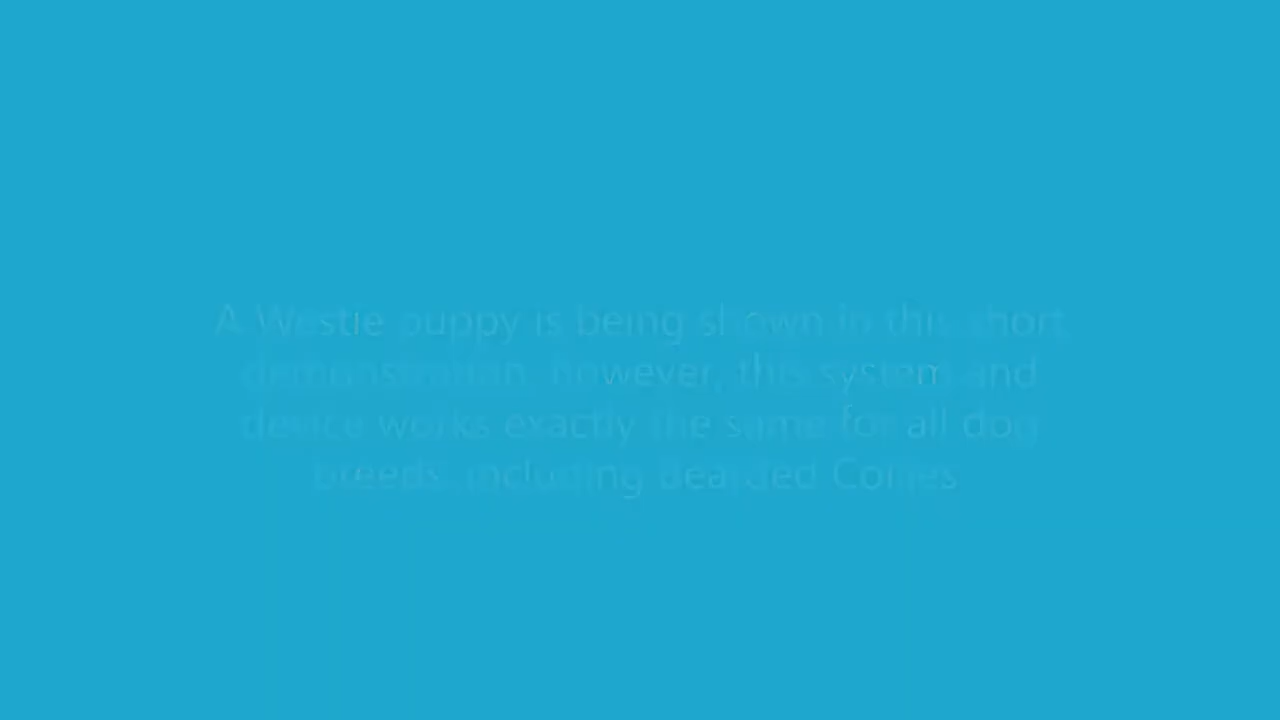 A Westie puppy is being shown in this short
demonstration, however, this system and
device works exactly the same for all dog
breeds, including Bearded Collies